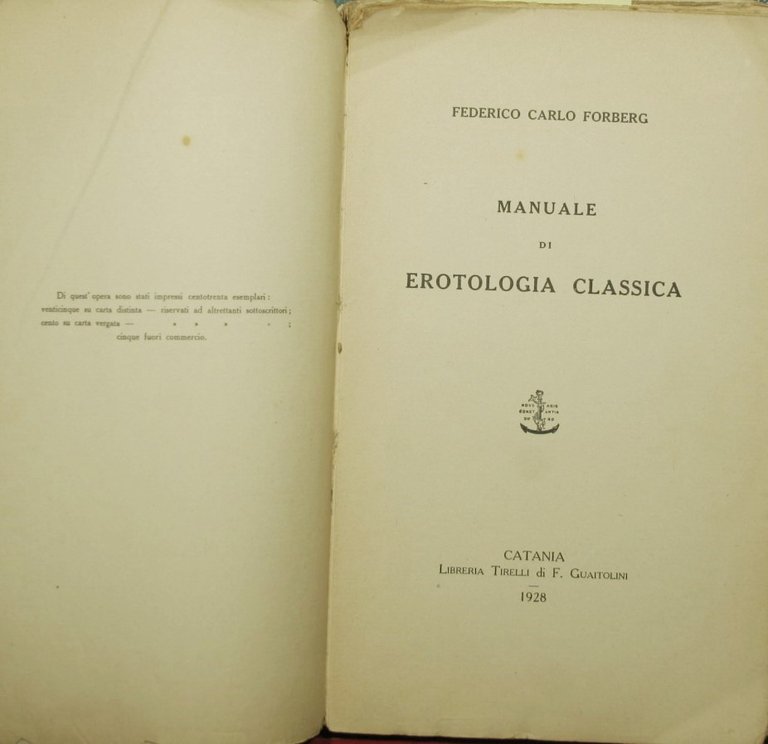 Di quest' opera sono stati impressi centotrenta esemplari :
venticinque su carta distinta — riservati ad altrettanti sottoscrittori ;
cento su carta vergata — » » » » ;
cinque fuori commercio.
FEDERICO CARLO FORBERG
MANUALE
DI
EROTOLOGIA CLASSICA
CATANIA
LIBRERIA TIRELLI di F. GUAITOLINI
1928